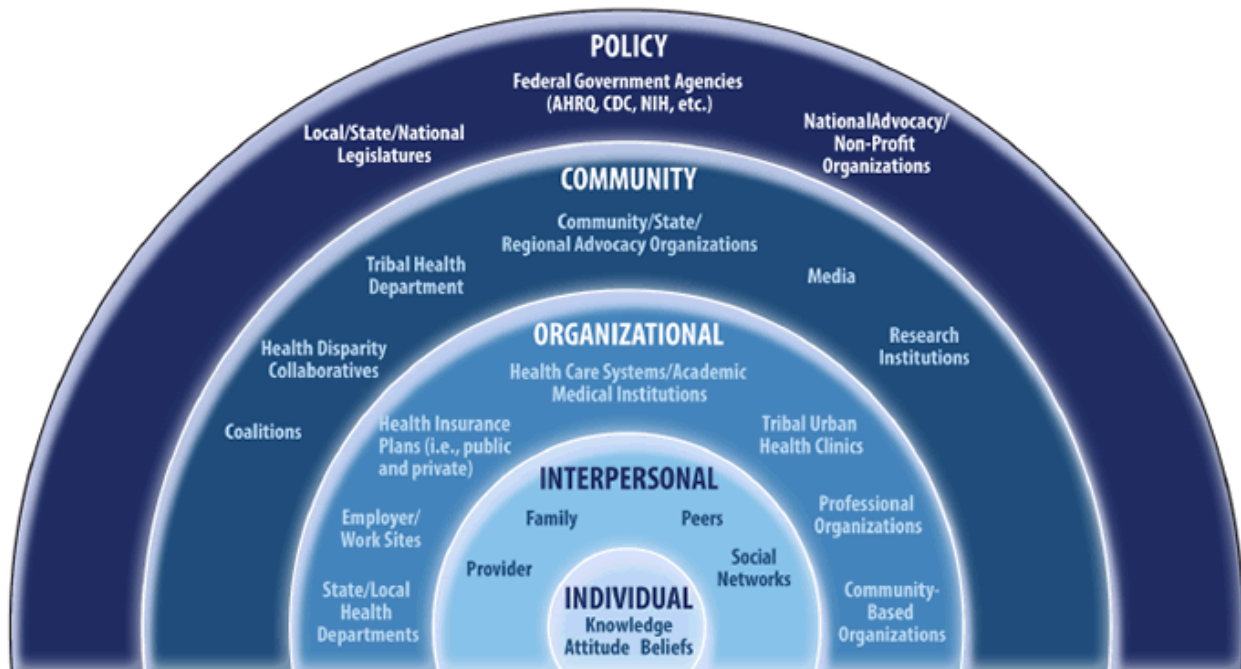 POLICY
Federal Government Agencies
(AHRQ, CDC, NIH, etc.)
Local/State/National
Legislatures
NationalAdvocacy/
Non-Profit
Organizations
COMMUNITY
Community/State/
Regional Advocacy Organizations
Tribal Health
Department
Media
Health Disparity
Collaboratives
Research
Institutions
Coalitions
ORGANIZATIONAL
Health Care Systems/Academic
Medical Institutions
Health Insurance
Plans (i.e., public
and private)
Tribal Urban
Health Clinics
Employer/
Work Sites
Professional
Organizations
State/Local
Health
Departments
Community-
Based
Organizations
INTERPERSONAL
Family
Peers
Provider
Social
Networks
INDIVIDUAL
Knowledge
Attitude Beliefs